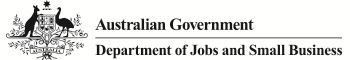 Australian Government
Department of Jobs and Small Business